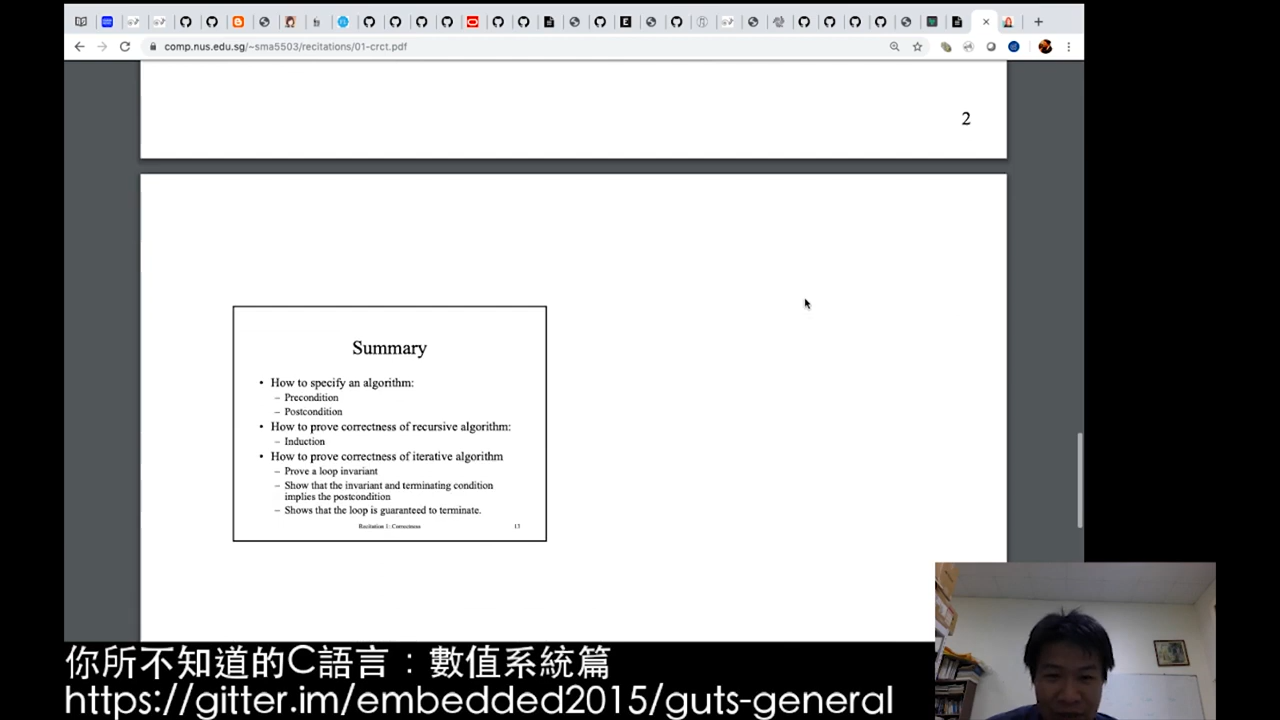 comp.nus.edu.sg/~sma5503/recitations/01-crct.pdf
2
Summary
• How to specify an algorithm:
– Precondition
– Postcondition
• How to prove correctness of recursive algorithm:
– Induction
• How to prove correctness of iterative algorithm
– Prove a loop invariant
– Show that the invariant and terminating condition
implies the postcondition
– Shows that the loop is guaranteed to terminate.
Recitation 1: Correctness 13
你所不知道的C語言：數值系統篇
https://gitter.im/embedded2015/guts-general